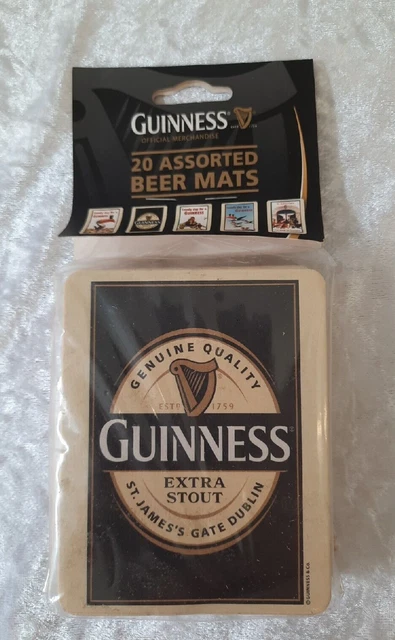 GUINNESS
OFFICIAL MERCHANDISE
20 ASSORTED
BEER MATS
GENUINE QUALITY
ESTD 1759
GUINNESS
EXTRA
STOUT
ST. JAMES'S GATE DUBLIN
© GUINNESS & Co